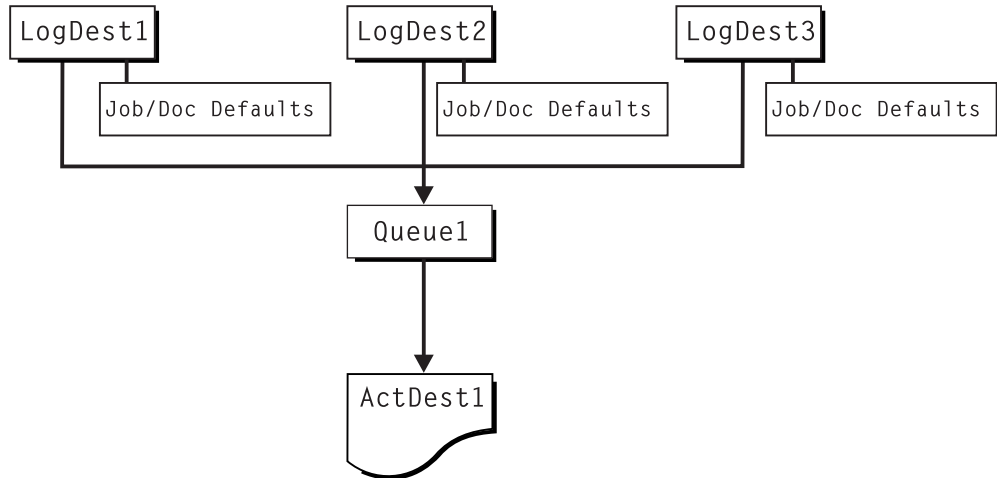 LogDest1
LogDest2
LogDest3
Job/Doc Defaults
Job/Doc Defaults
Job/Doc Defaults
Queue1
ActDest1